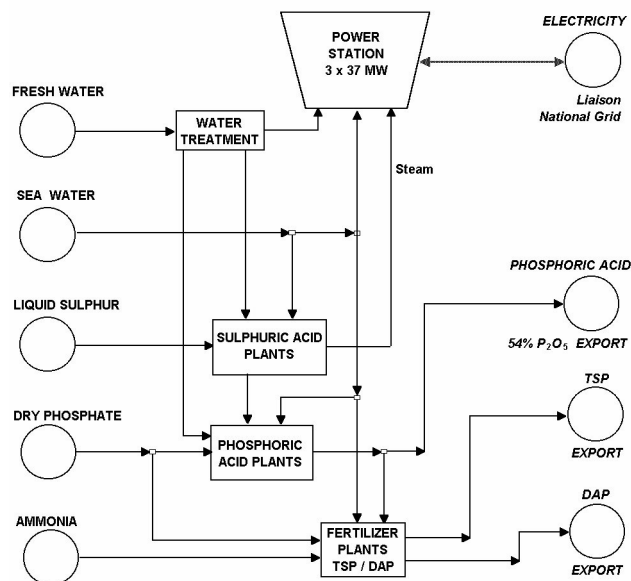 ELECTRICITY
POWER
STATION
3 x 37 MW
Liaison
National Grid
FRESH WATER
WATER
TREATMENT
Steam
SEA WATER
PHOSPHORIC ACID
LIQUID SULPHUR
SULPHURIC ACID
PLANTS
54% P₂O₅ EXPORT
TSP
DRY PHOSPHATE
PHOSPHORIC
ACID PLANTS
EXPORT
DAP
AMMONIA
FERTILIZER
PLANTS
TSP / DAP
EXPORT